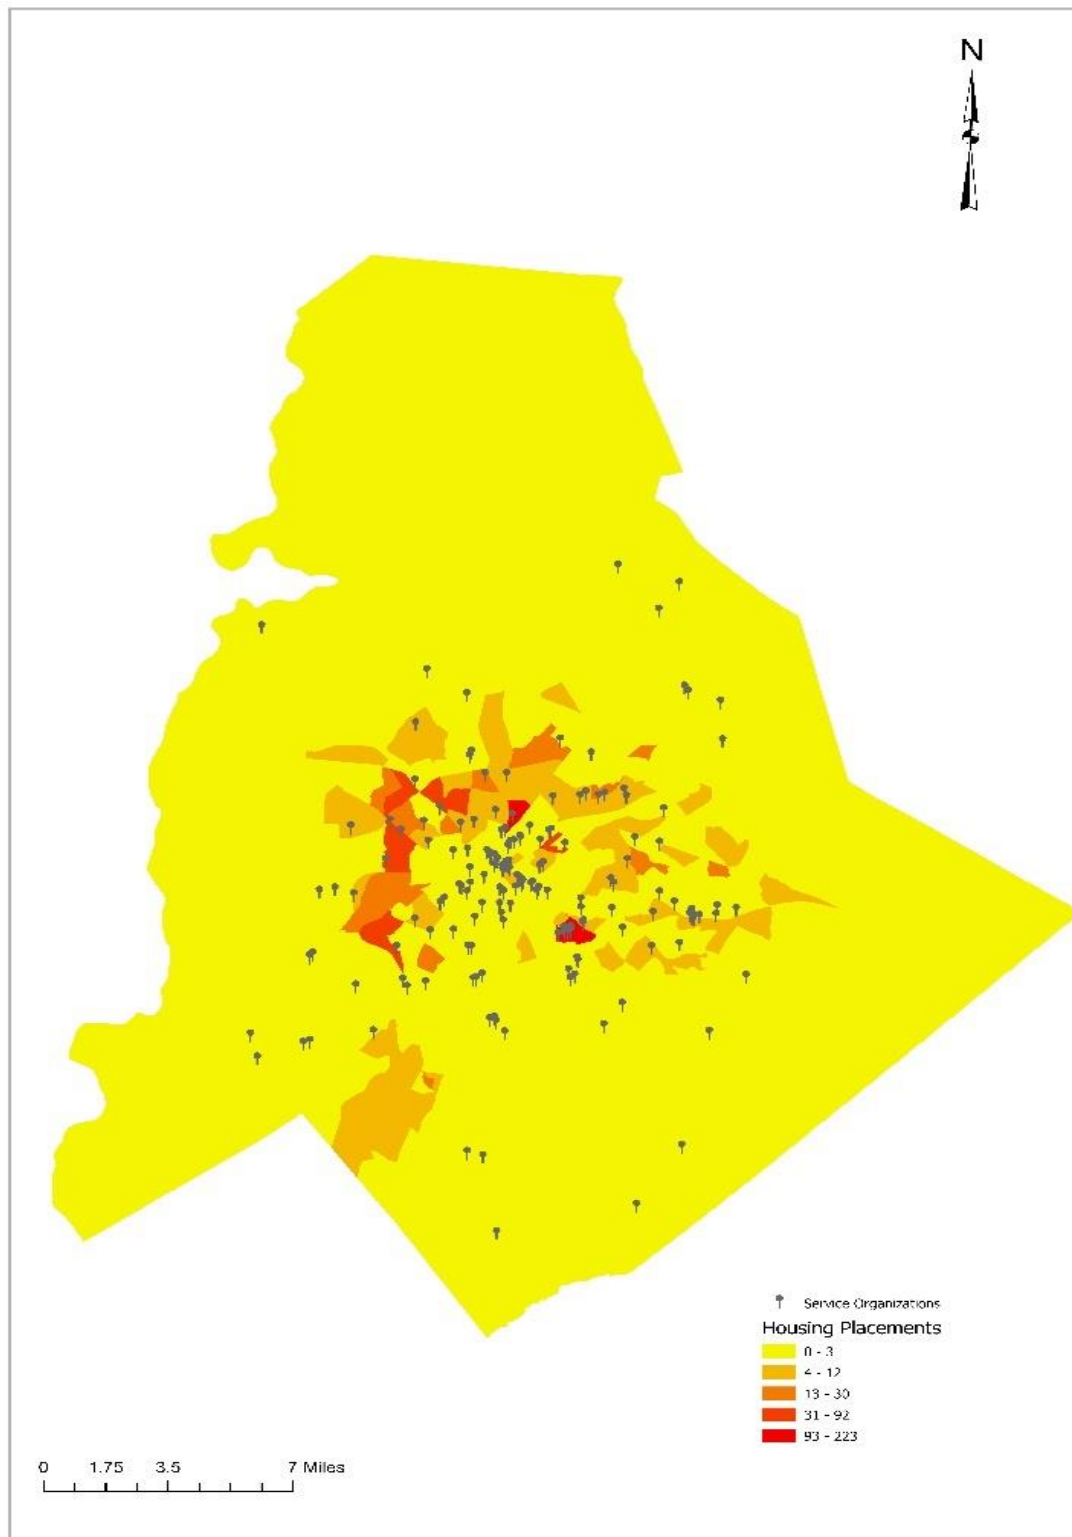 N
Service Organizations
Housing Placements
0 - 3
4 - 12
13 - 30
31 - 92
93 - 223
0 1.75 3.5 7 Miles